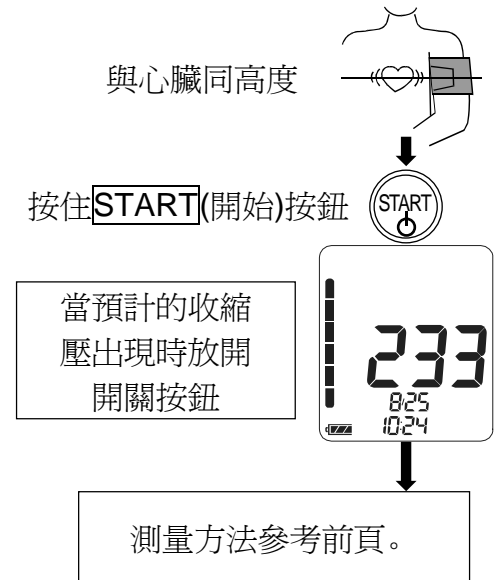 與心臟同高度
按住START(開始)按鈕
START
當預計的收縮
壓出現時放開
開關按鈕
233
8/25
10:24
測量方法參考前頁。